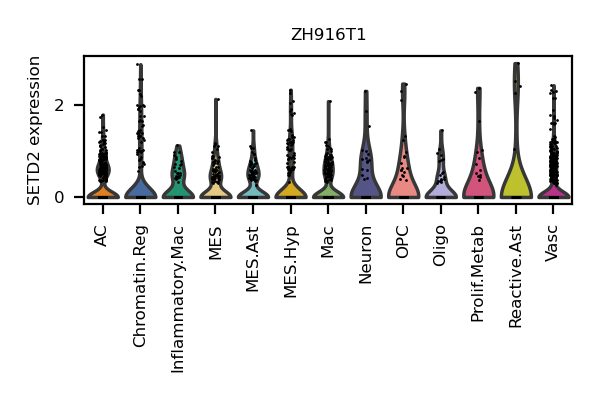 ZH916T1
SETD2 expression
2
0
AC
Chromatin.Reg
Inflammatory.Mac
MES
MES.Ast
MES.Hyp
Mac
Neuron
OPC
Oligo
Prolif.Metab
Reactive.Ast
Vasc